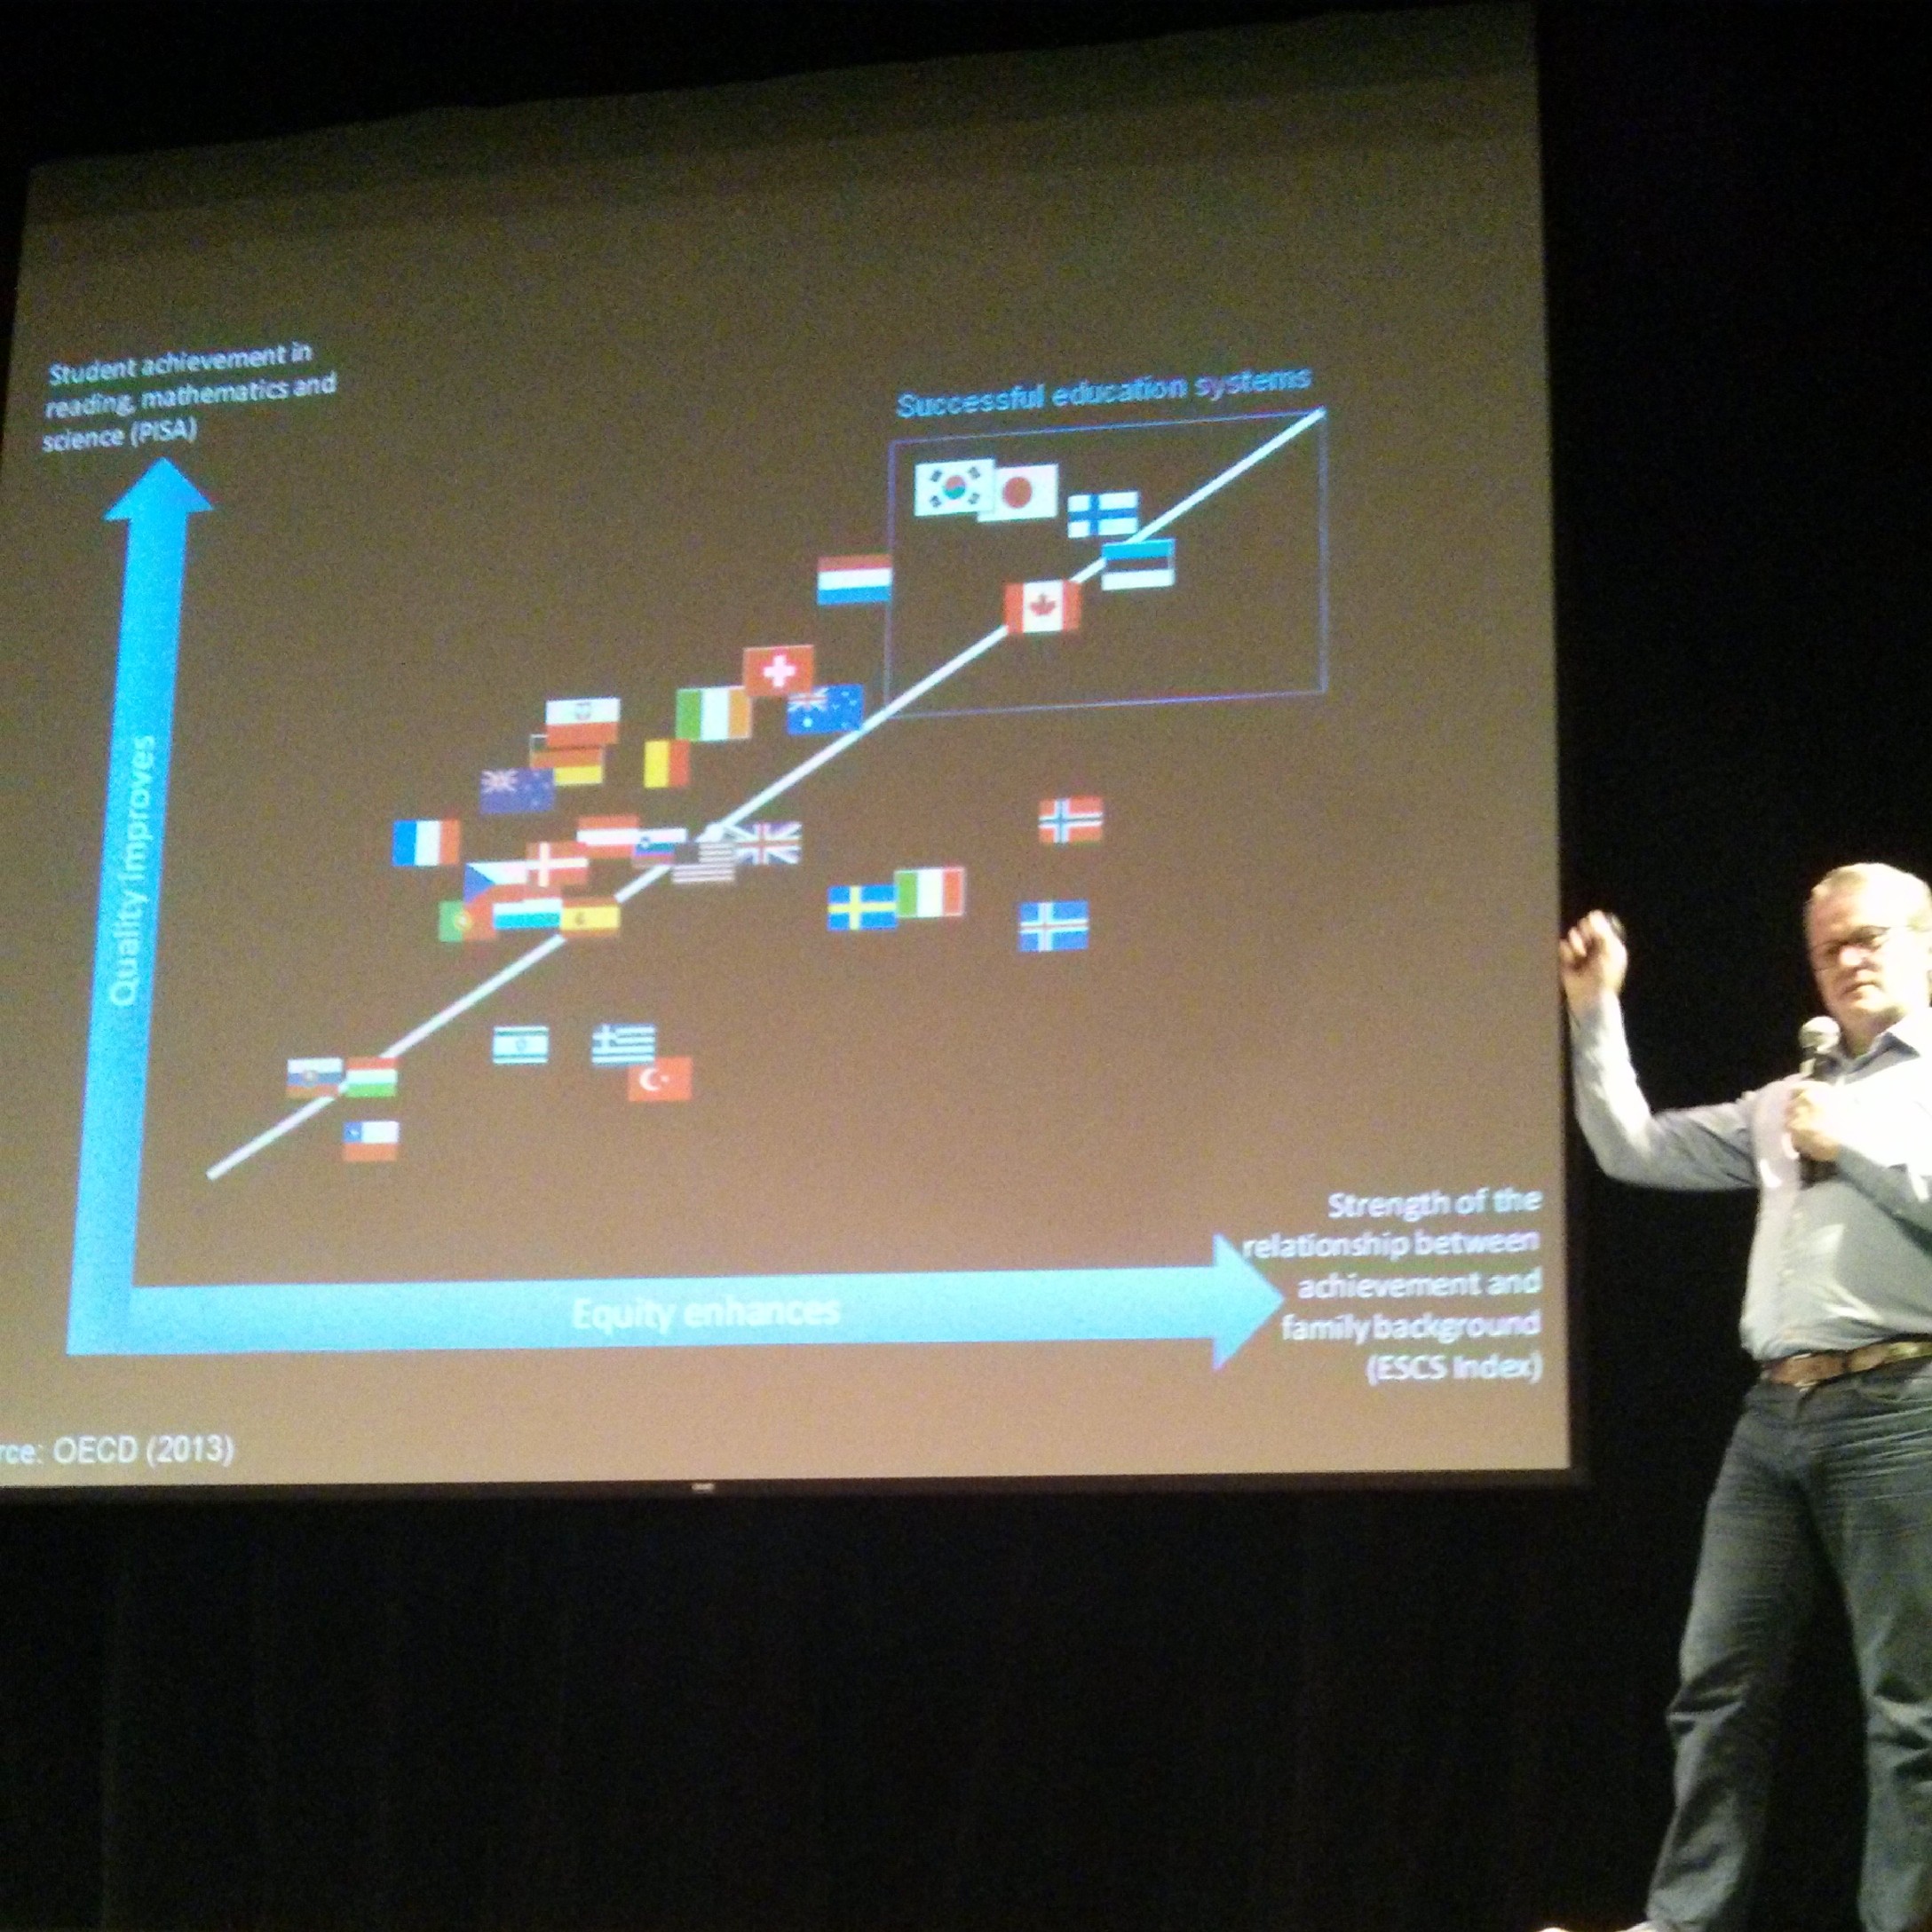 Student achievement in
reading, mathematics and
science (PISA)
Successful education systems
Quality improves
Strength of the
relationship between
achievement and
family background
(ESCS Index)
Equity enhances
rce: OECD (2013)